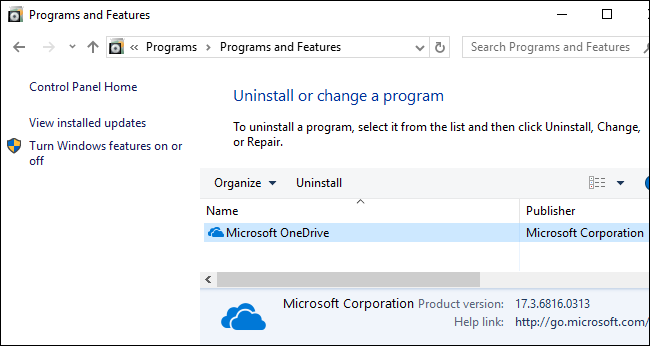 Programs and Features
Programs > Programs and Features
Search Programs and Features
Control Panel Home
View installed updates
Turn Windows features on or
off
Uninstall or change a program
To uninstall a program, select it from the list and then click Uninstall, Change,
or Repair.
Organize
Uninstall
Name
Publisher
Microsoft OneDrive
Microsoft Corporation
Microsoft Corporation Product version: 17.3.6816.0313
Help link: http://go.microsoft.com/